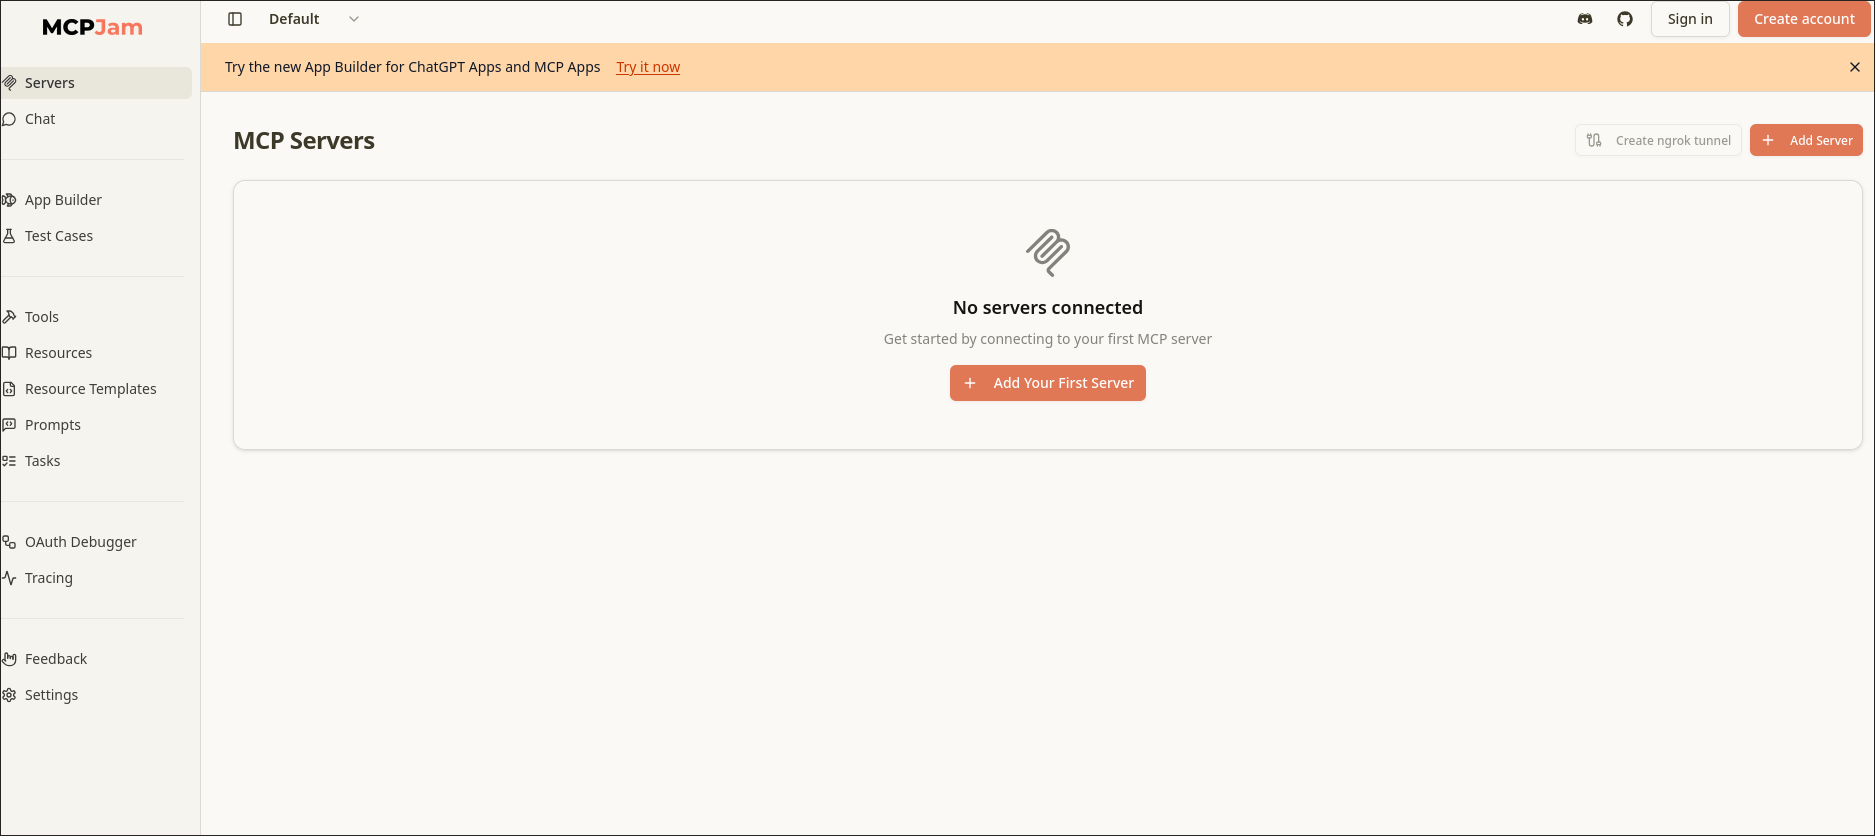 MCPJam
Servers
Chat
App Builder
Test Cases
Tools
Resources
Resource Templates
Prompts
Tasks
OAuth Debugger
Tracing
Feedback
Settings
Default
Sign in
Create account
Try the new App Builder for ChatGPT Apps and MCP Apps Try it now
MCP Servers
Create ngrok tunnel
Add Server
No servers connected
Get started by connecting to your first MCP server
Add Your First Server